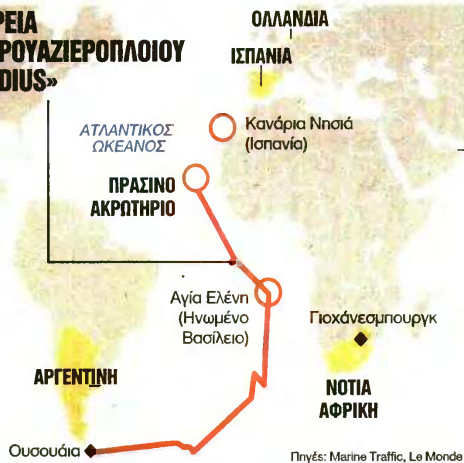 ΡΕΙΑ
ΡΟΥΑΖΙΕΡΟΠΛΟΙΟΥ
DIUS»
ΟΛΛΑΝΔΙΑ
ΙΣΠΑΝΙΑ
ΑΤΛΑΝΤΙΚΟΣ
ΩΚΕΑΝΟΣ
Κανάρια Νησιά
(Ισπανία)
ΠΡΑΣΙΝΟ
ΑΚΡΩΤΗΡΙΟ
Αγία Ελένη
(Ηνωμένο
Βασίλειο)
Γιοχάνεσμπουργκ
ΑΡΓΕΝΤΙΝΗ
ΝΟΤΙΑ
ΑΦΡΙΚΗ
Ουσουάια
Πηγές: Marine Traffic, Le Monde